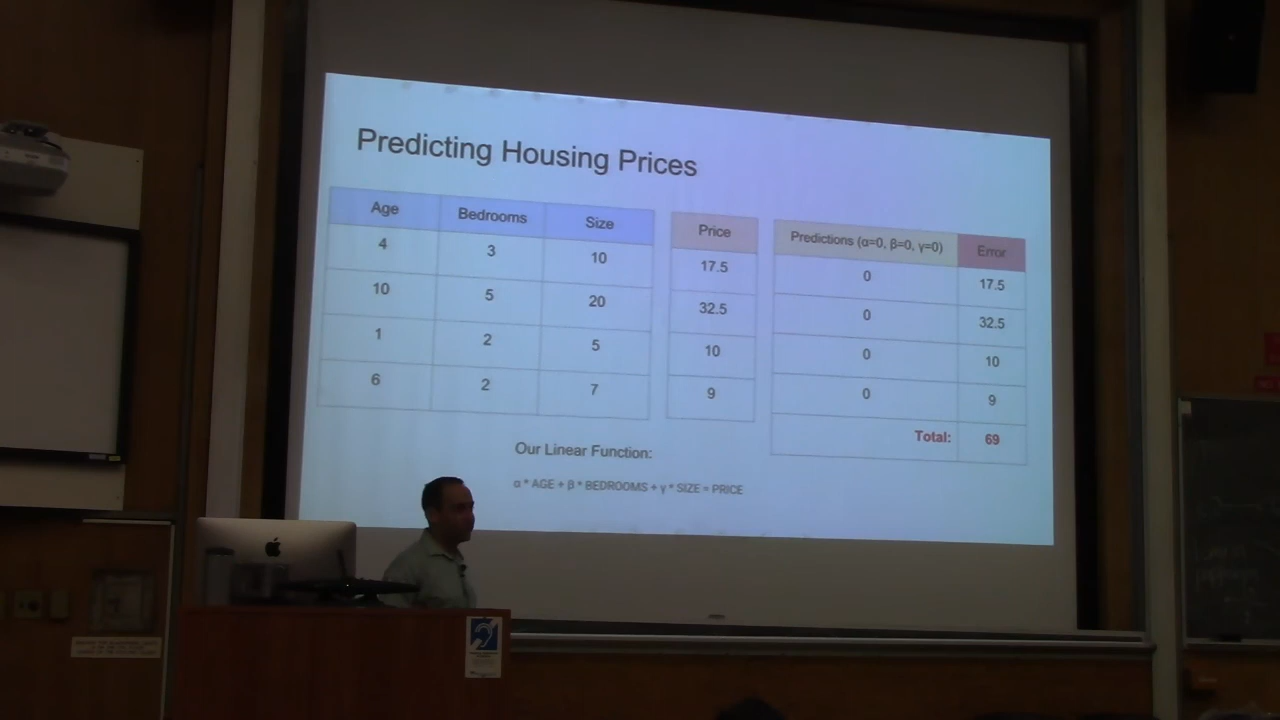 Predicting Housing Prices
Age Bedrooms Size Price Predictions (α=0, β=0, γ=0) Error
4 3 10 17.5 0 17.5
10 5 20 32.5 0 32.5
1 2 5 10 0 10
6 2 7 9 0 9
Total: 69
Our Linear Function:
α * AGE + β * BEDROOMS + γ * SIZE = PRICE